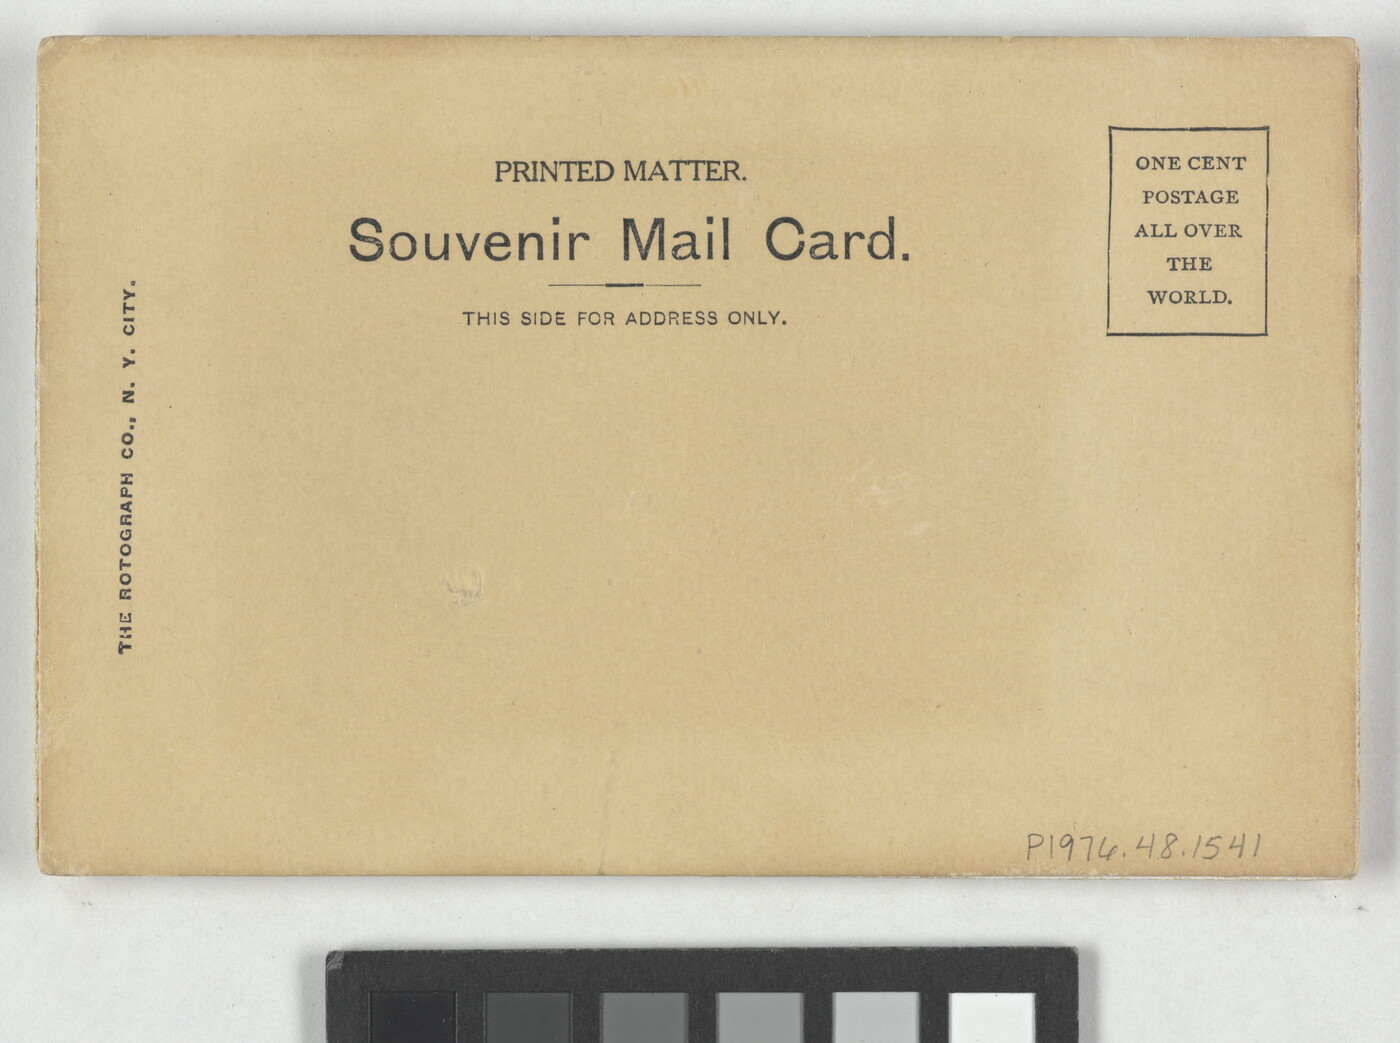 PRINTED MATTER.
Souvenir Mail Card.
THIS SIDE FOR ADDRESS ONLY.
ONE CENT
POSTAGE
ALL OVER
THE
WORLD.
THE ROTOGRAPH CO., N. Y. CITY.
P1976.48.1541